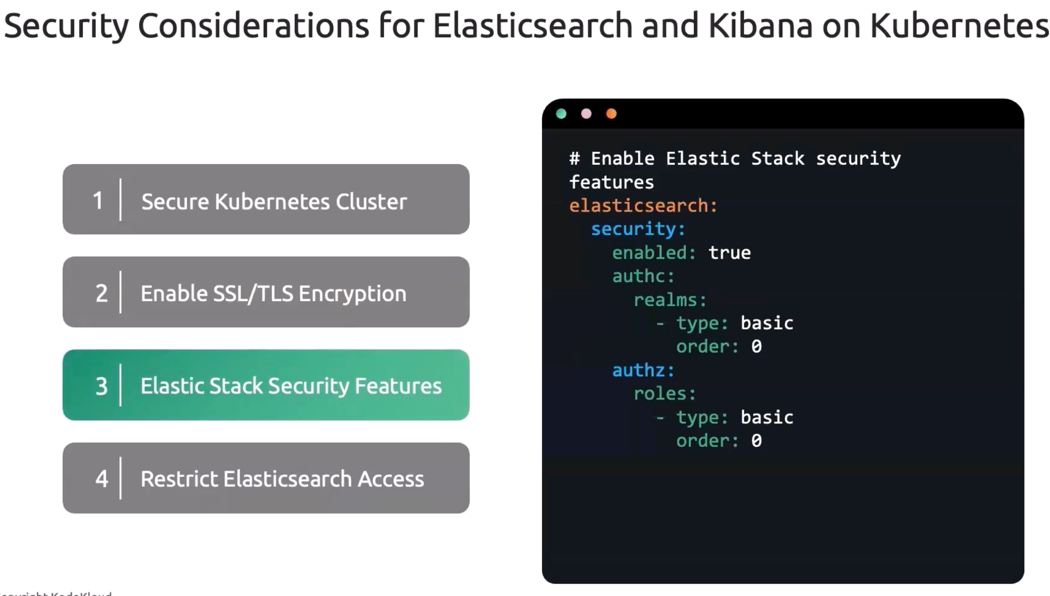 Security Considerations for Elasticsearch and Kibana on Kubernetes
1 Secure Kubernetes Cluster
2 Enable SSL/TLS Encryption
3 Elastic Stack Security Features
4 Restrict Elasticsearch Access
# Enable Elastic Stack security
features
elasticsearch:
  security:
    enabled: true
    authc:
      realms:
        - type: basic
          order: 0
    authz:
      roles:
        - type: basic
          order: 0